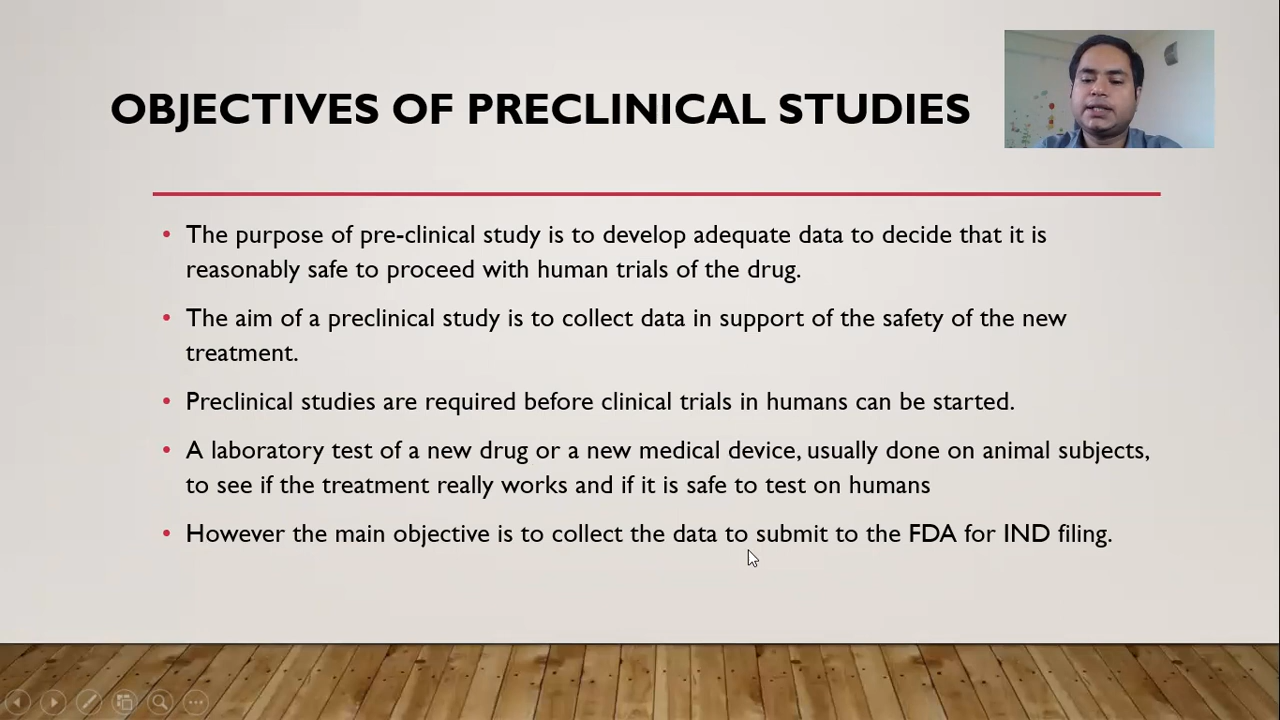 OBJECTIVES OF PRECLINICAL STUDIES
• The purpose of pre-clinical study is to develop adequate data to decide that it is
reasonably safe to proceed with human trials of the drug.
• The aim of a preclinical study is to collect data in support of the safety of the new
treatment.
• Preclinical studies are required before clinical trials in humans can be started.
• A laboratory test of a new drug or a new medical device, usually done on animal subjects,
to see if the treatment really works and if it is safe to test on humans
• However the main objective is to collect the data to submit to the FDA for IND filing.